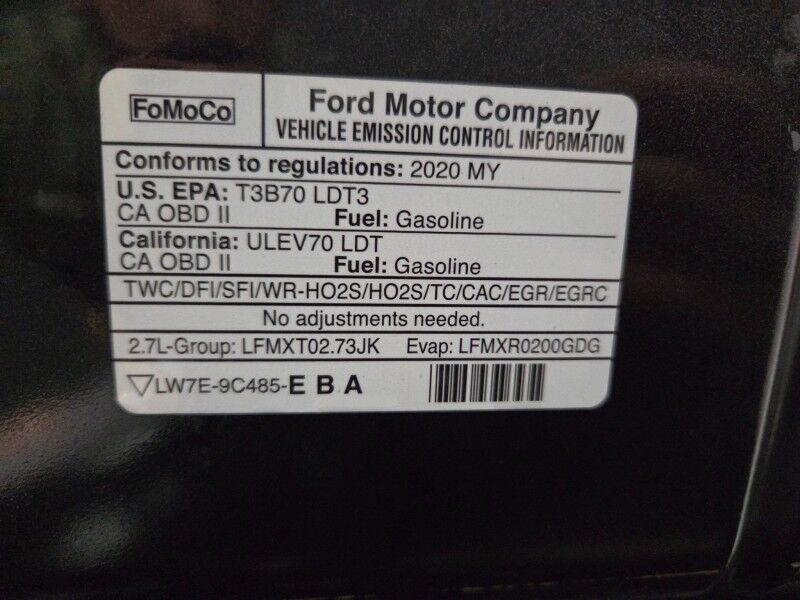 FoMoCo
Ford Motor Company
VEHICLE EMISSION CONTROL INFORMATION
Conforms to regulations: 2020 MY
U.S. EPA: T3B70 LDT3
CA OBD II Fuel: Gasoline
California: ULEV70 LDT
CA OBD II Fuel: Gasoline
TWC/DFI/SFI/WR-HO2S/HO2S/TC/CAC/EGR/EGRC
No adjustments needed.
2.7L-Group: LFMXT02.73JK Evap: LFMXR0200GDG
LW7E-9C485-E B A